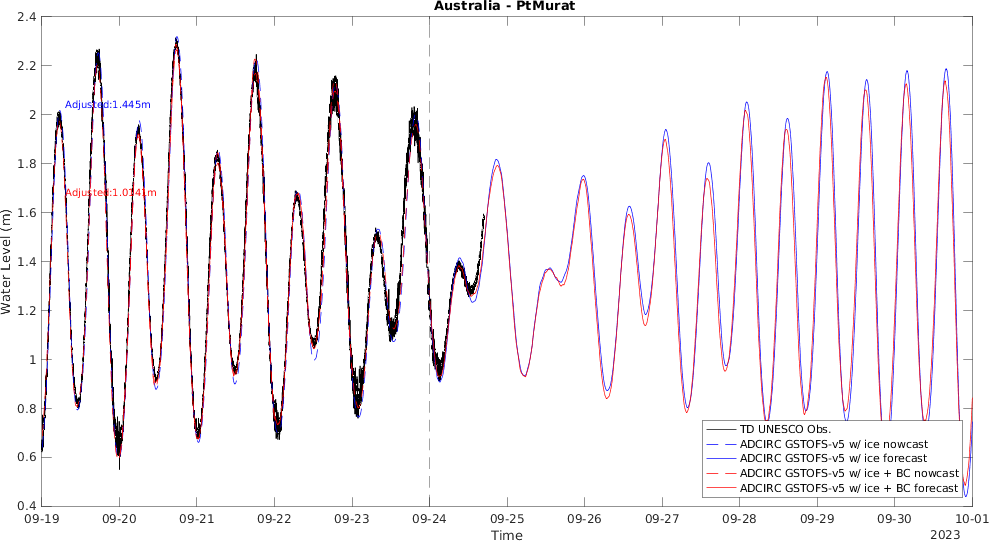 Australia - PtMurat
2.4
2.2
2
1.8
1.6
1.4
1.2
1
0.8
0.6
0.4
Water Level (m)
Adjusted:1.445m
Adjusted:1.0141m
TD UNESCO Obs.
ADCIRC GSTOFS-v5 w/ ice nowcast
ADCIRC GSTOFS-v5 w/ ice forecast
ADCIRC GSTOFS-v5 w/ ice + BC nowcast
ADCIRC GSTOFS-v5 w/ ice + BC forecast
09-19 09-20 09-21 09-22 09-23 09-24 09-25 09-26 09-27 09-28 09-29 09-30 10-01
Time
2023